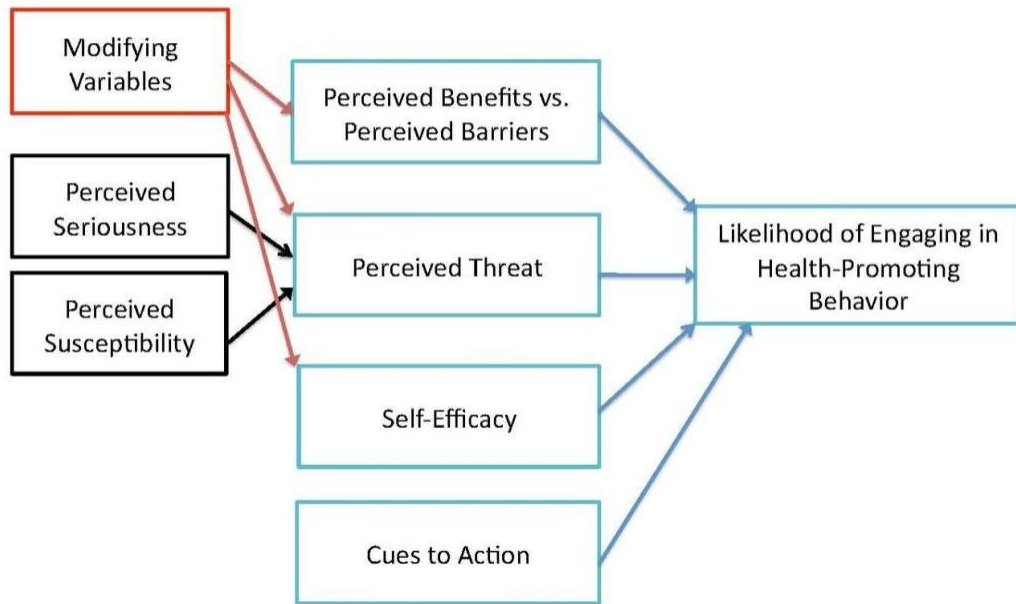 Modifying
Variables
Perceived Benefits vs.
Perceived Barriers
Perceived
Seriousness
Perceived Threat
Likelihood of Engaging in
Health-Promoting
Behavior
Perceived
Susceptibility
Self-Efficacy
Cues to Action